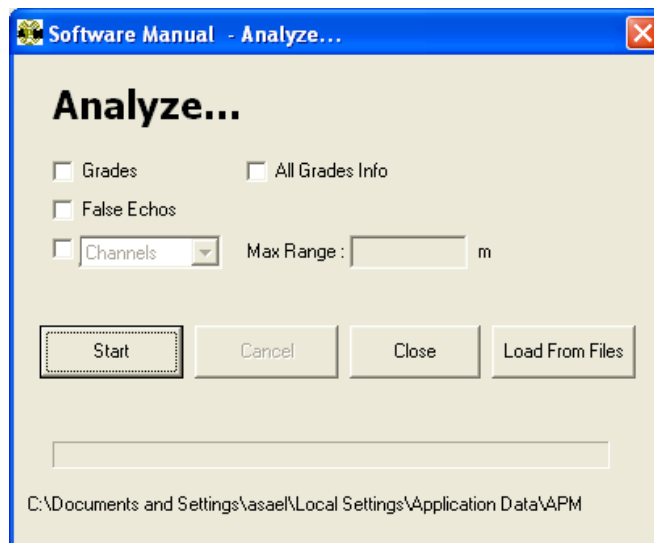 Software Manual - Analyze...
Analyze...
Grades
All Grades Info
False Echos
Channels
Max Range : m
Start
Cancel
Close
Load From Files
C:\Documents and Settings\asael\Local Settings\Application Data\APM